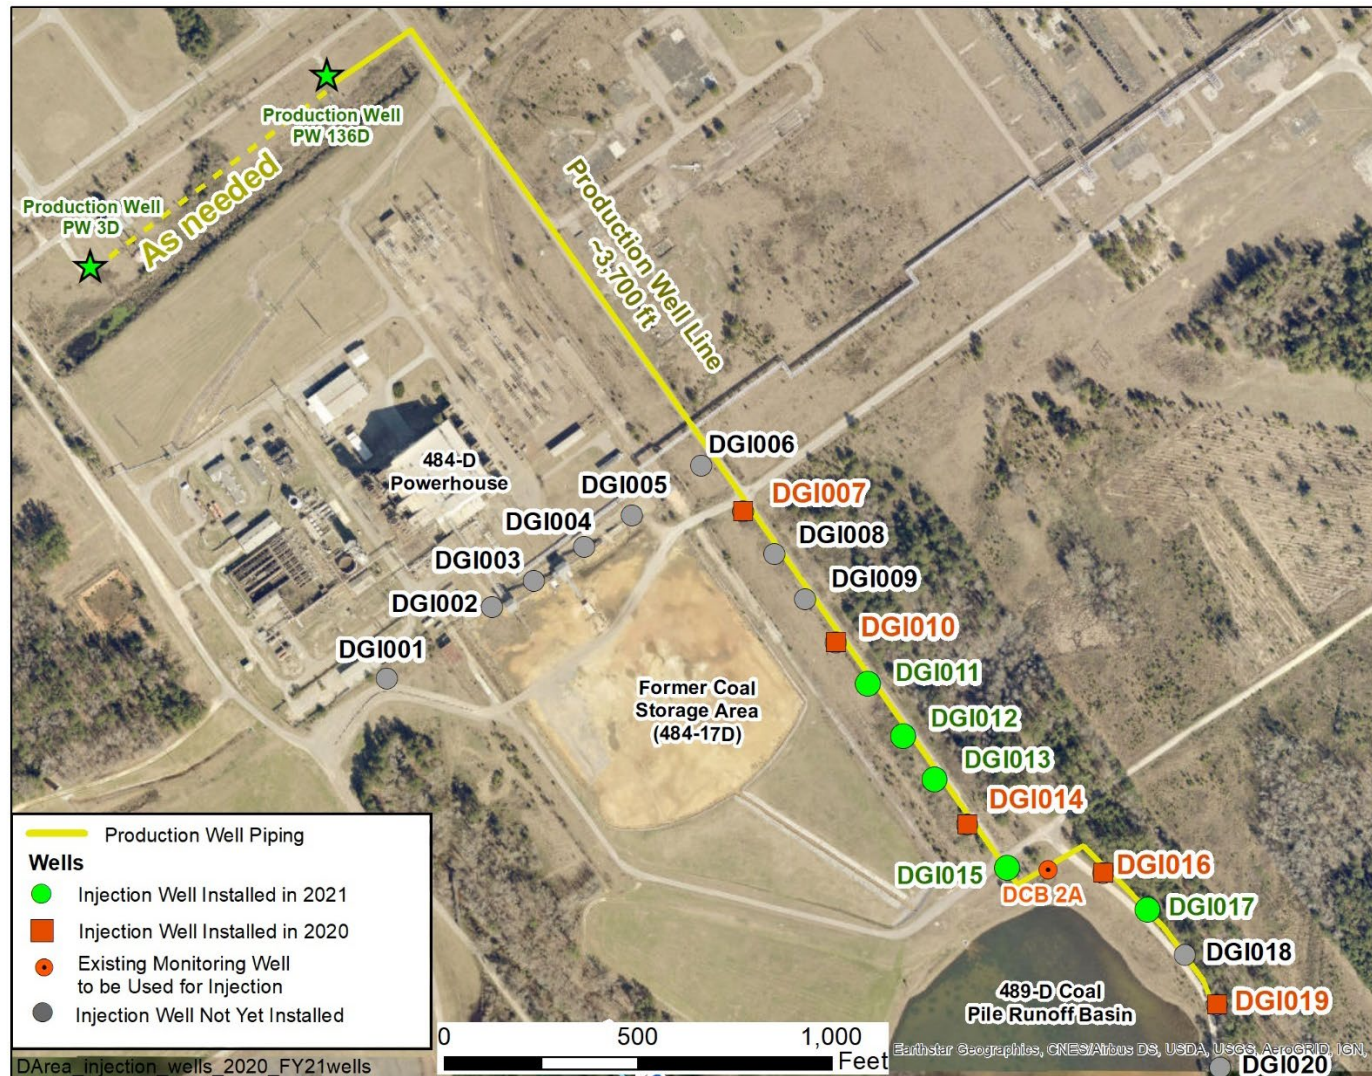 Production Well
PW 136D
Production Well
PW 3D
As needed
Production Well Line
~3,700 ft
DGI006
484-D
Powerhouse
DGI005
DGI007
DGI004
DGI008
DGI003
DGI009
DGI002
DGI010
DGI001
DGI011
Former Coal
Storage Area
(484-17D)
DGI012
DGI013
DGI014
DGI015
DCB 2A
DGI016
DGI017
DGI018
DGI019
489-D Coal
Pile Runoff Basin
DGI020
Production Well Piping
Wells
Injection Well Installed in 2021
Injection Well Installed in 2020
Existing Monitoring Well
to be Used for Injection
Injection Well Not Yet Installed
0 500 1,000
Feet
Earthstar Geographics, CNES/Airbus DS, USDA, USGS, AeroGRID, IGN
DArea_injection_wells_2020_FY21wells